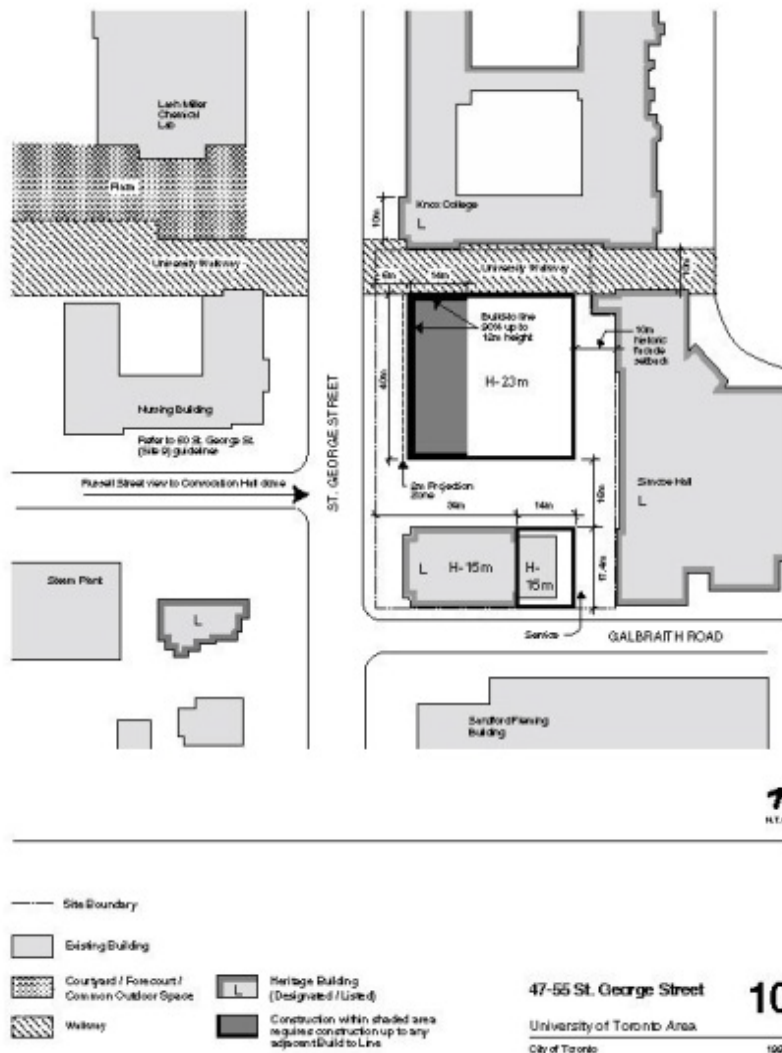 Lash Miller
Chemical
Lab
Plaza
Knox College
L
10m
University Walkway
6m
14m
University Walkway
Build-to line
90% up to
12m height
10m
historic
facade
setback
40m
H-23m
Nursing Building
Refer to 50 St. George St.
(Site 9) guidelines
ST. GEORGE STREET
Russell Street view to Convocation Hall dome
2m Projection
Zone
14m
16m
Simcoe Hall
L
Steam Plant
L
L
H-15m
H-
15m
17.4m
Service
GALBRAITH ROAD
Sandford Fleming
Building
Site Boundary
Existing Building
Courtyard / Forecourt /
Common Outdoor Space
L
Heritage Building
(Designated / Listed)
Walkway
Construction within shaded area
requires construction up to any
adjacent Build to Line
47-55 St. George Street
10
University of Toronto Area
City of Toronto